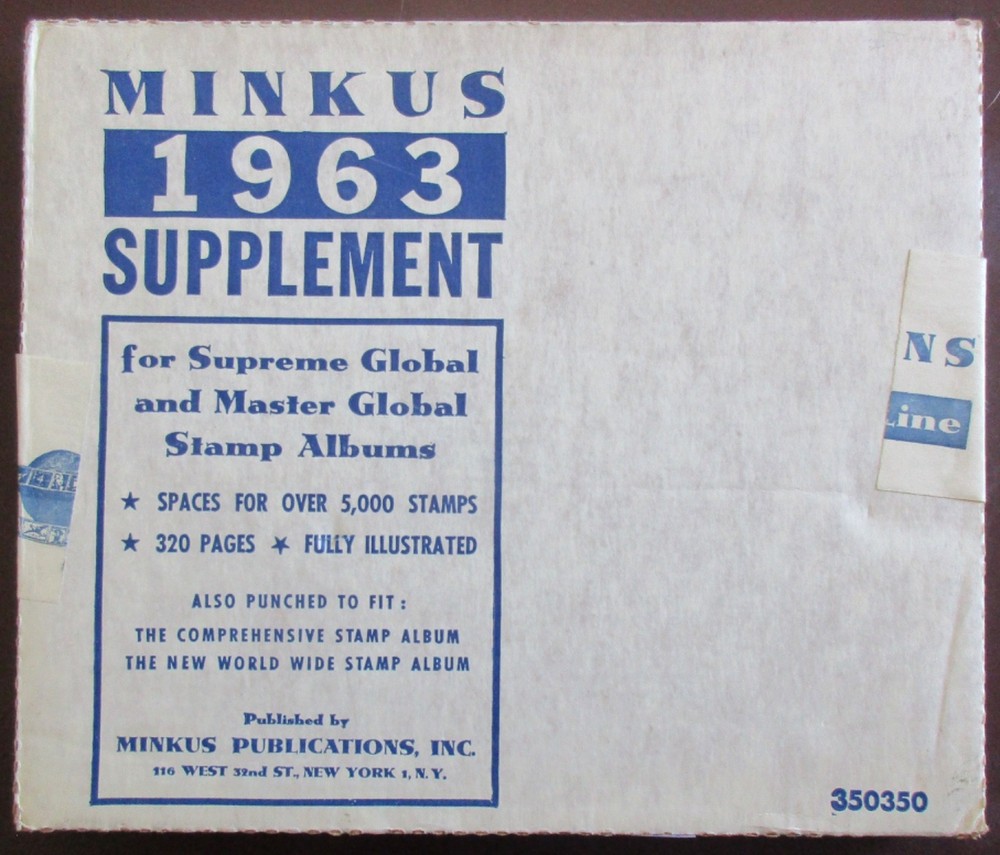 MINKUS
1963
SUPPLEMENT
for Supreme Global
and Master Global
Stamp Albums
★ SPACES FOR OVER 5,000 STAMPS
★ 320 PAGES ★ FULLY ILLUSTRATED
ALSO PUNCHED TO FIT:
THE COMPREHENSIVE STAMP ALBUM
THE NEW WORLD WIDE STAMP ALBUM
Published by
MINKUS PUBLICATIONS, INC.
116 WEST 32nd ST., NEW YORK 1, N.Y.
NS
Line
350350